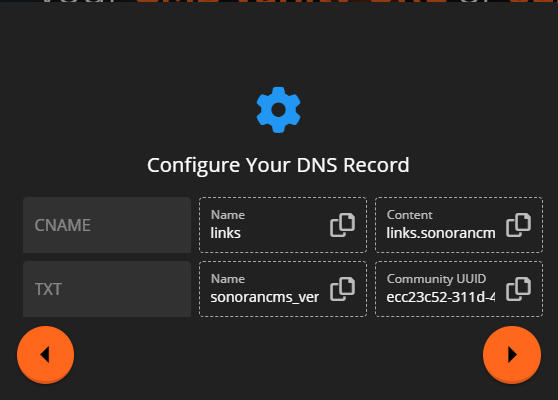 Configure Your DNS Record
CNAME
Name
links
Content
links.sonorancm
TXT
Name
sonorancms_ver
Community UUID
ecc23c52-311d-4